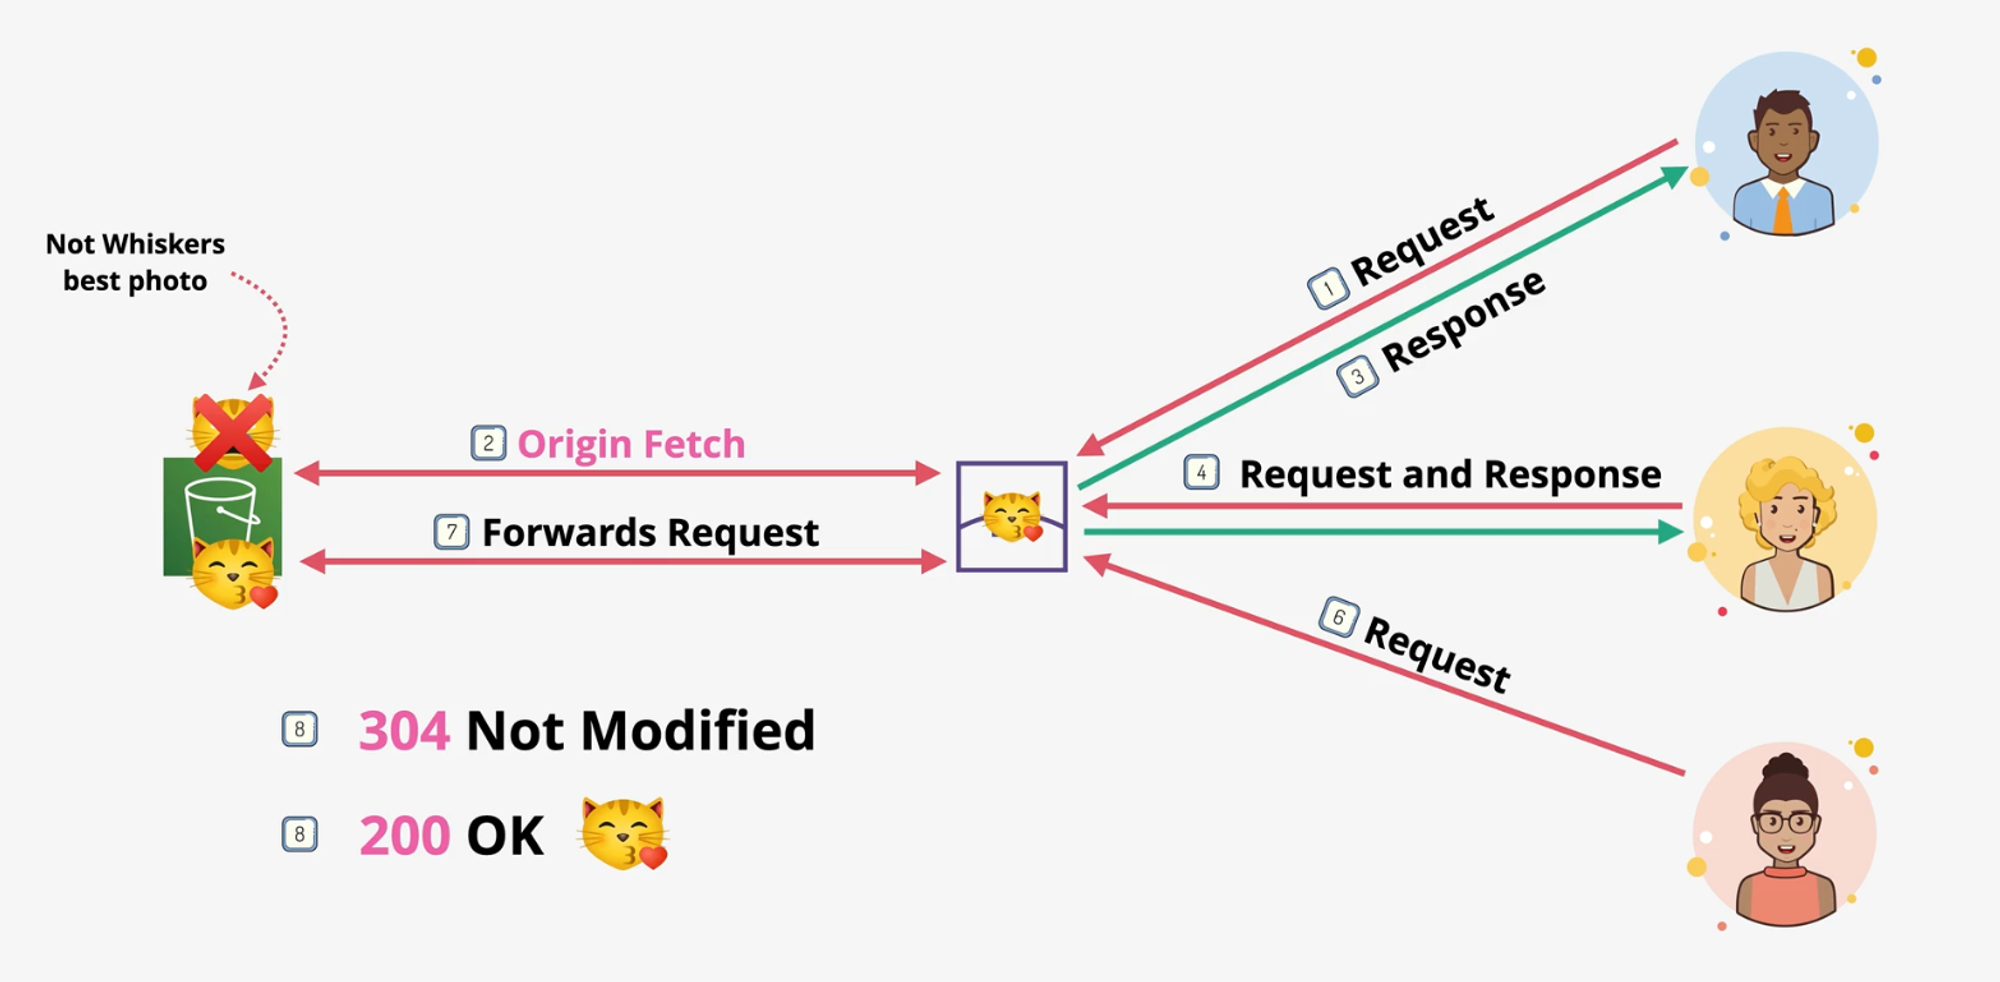 1 Request
3 Response
Not Whiskers
best photo
2 Origin Fetch
4 Request and Response
7 Forwards Request
6 Request
8 304 Not Modified
8 200 OK